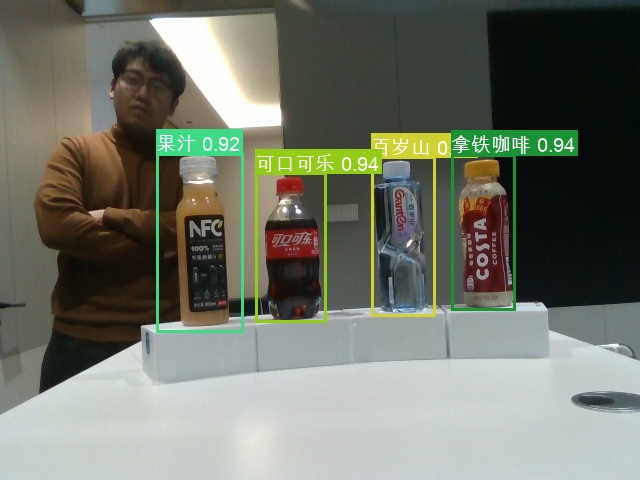 果汁 0.92
可口可乐 0.94
百岁山 0
拿铁咖啡 0.94
NFC
100%
可口可乐
Ganten
COSTA
COFFEE